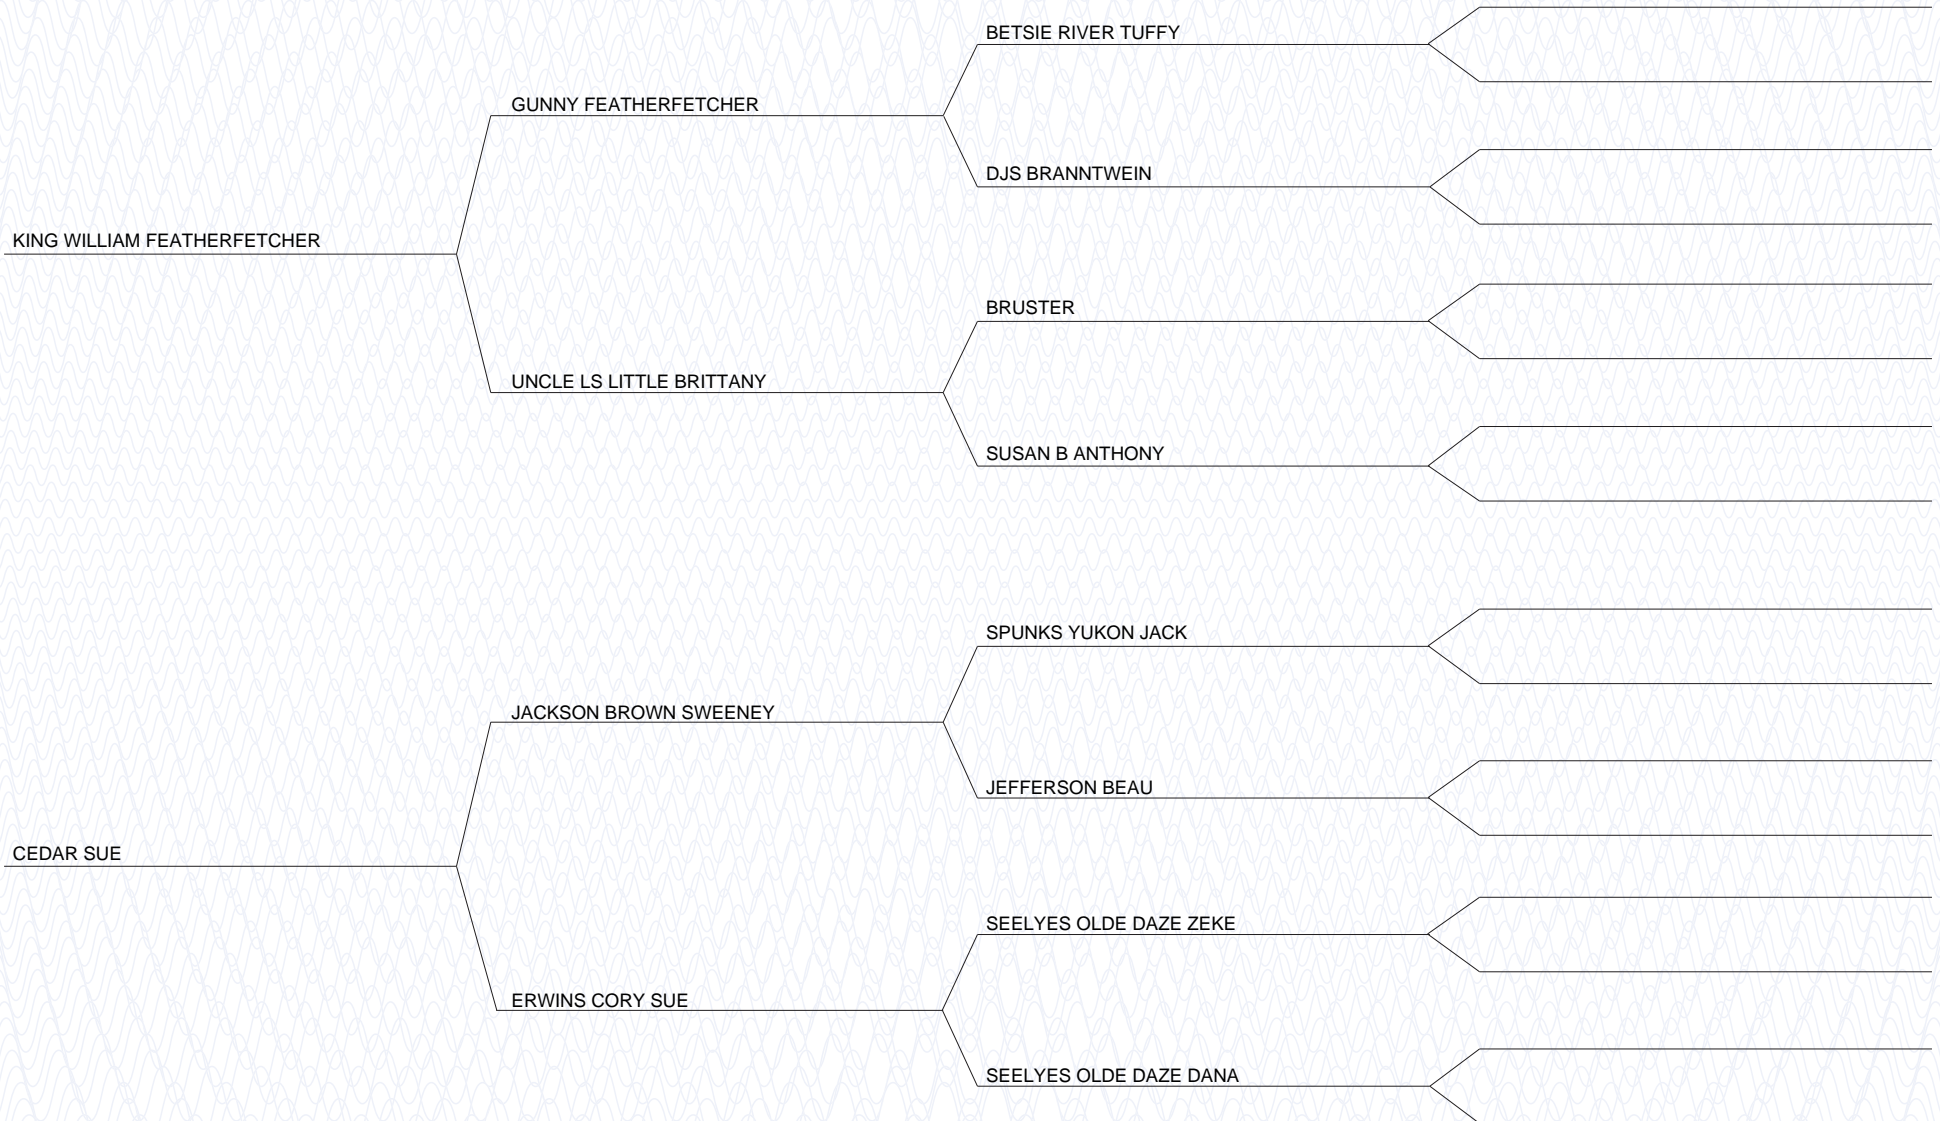 BETSIE RIVER TUFFY
GUNNY FEATHERFETCHER
DJS BRANNTWEIN
KING WILLIAM FEATHERFETCHER
BRUSTER
UNCLE LS LITTLE BRITTANY
SUSAN B ANTHONY
SPUNKS YUKON JACK
JACKSON BROWN SWEENEY
JEFFERSON BEAU
CEDAR SUE
SEELYES OLDE DAZE ZEKE
ERWINS CORY SUE
SEELYES OLDE DAZE DANA